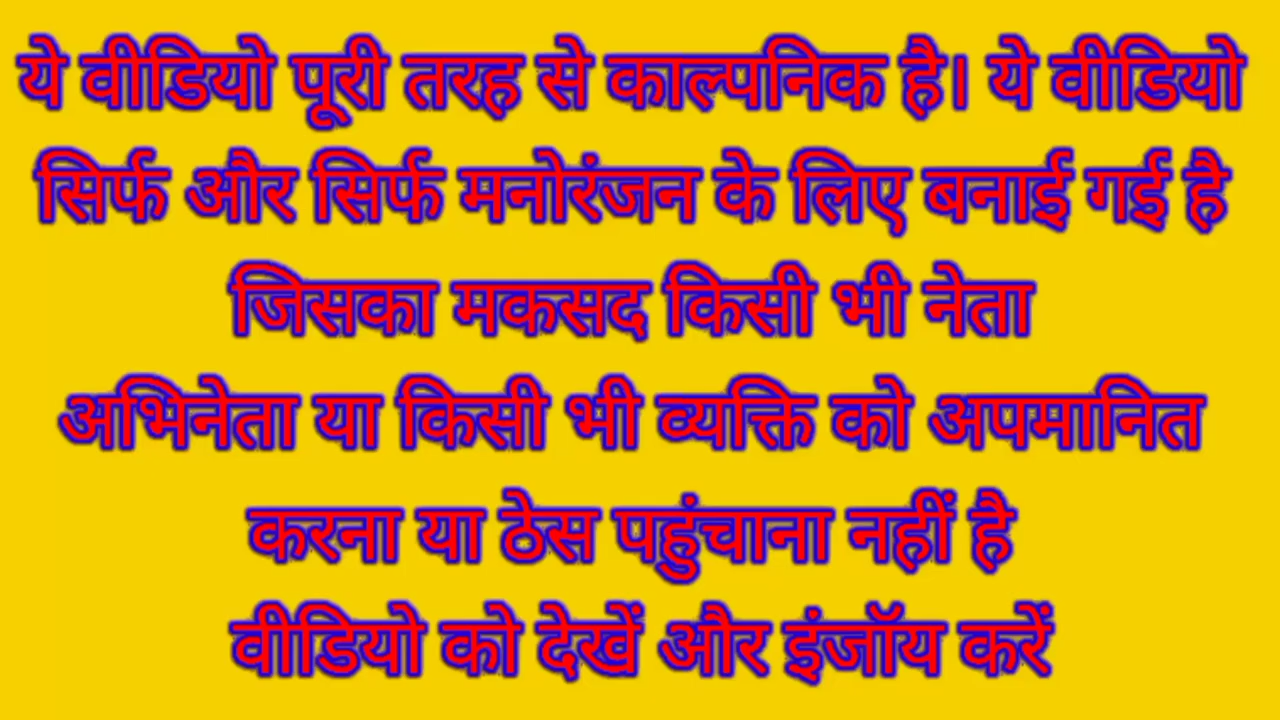 ये वीडियो पूरी तरह से काल्पनिक है। ये वीडियो
सिर्फ और सिर्फ मनोरंजन के लिए बनाई गई है
जिसका मकसद किसी भी नेता
अभिनेता या किसी भी व्यक्ति को अपमानित
करना या ठेस पहुंचाना नहीं है
वीडियो को देखें और इंजॉय करें